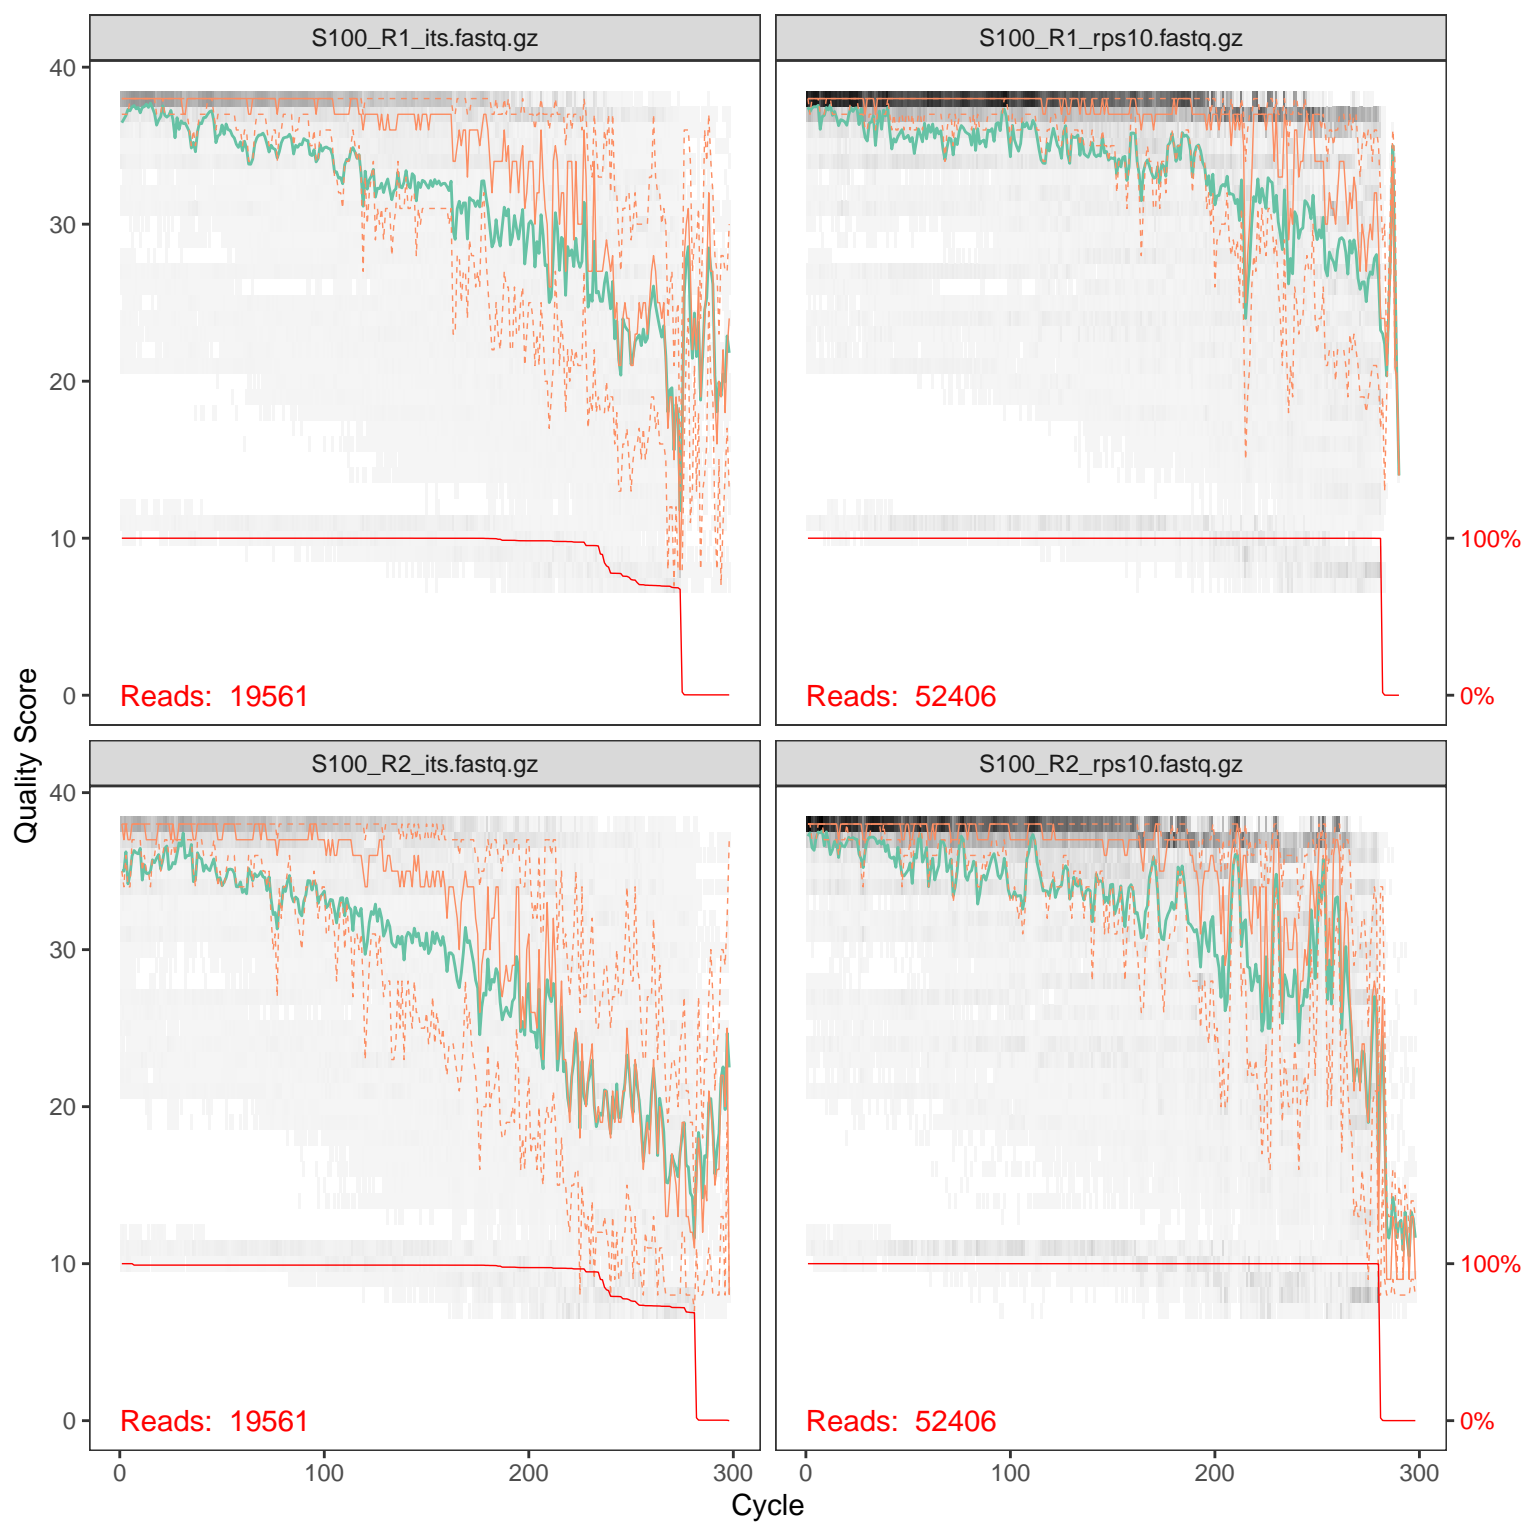 S100_R1_its.fastq.gz
S100_R1_rps10.fastq.gz
40
30
20
10
0
100%
0%
Reads: 19561
Reads: 52406
Quality Score
S100_R2_its.fastq.gz
S100_R2_rps10.fastq.gz
40
30
20
10
0
100%
0%
Reads: 19561
Reads: 52406
0
100
200
300
0
100
200
300
Cycle